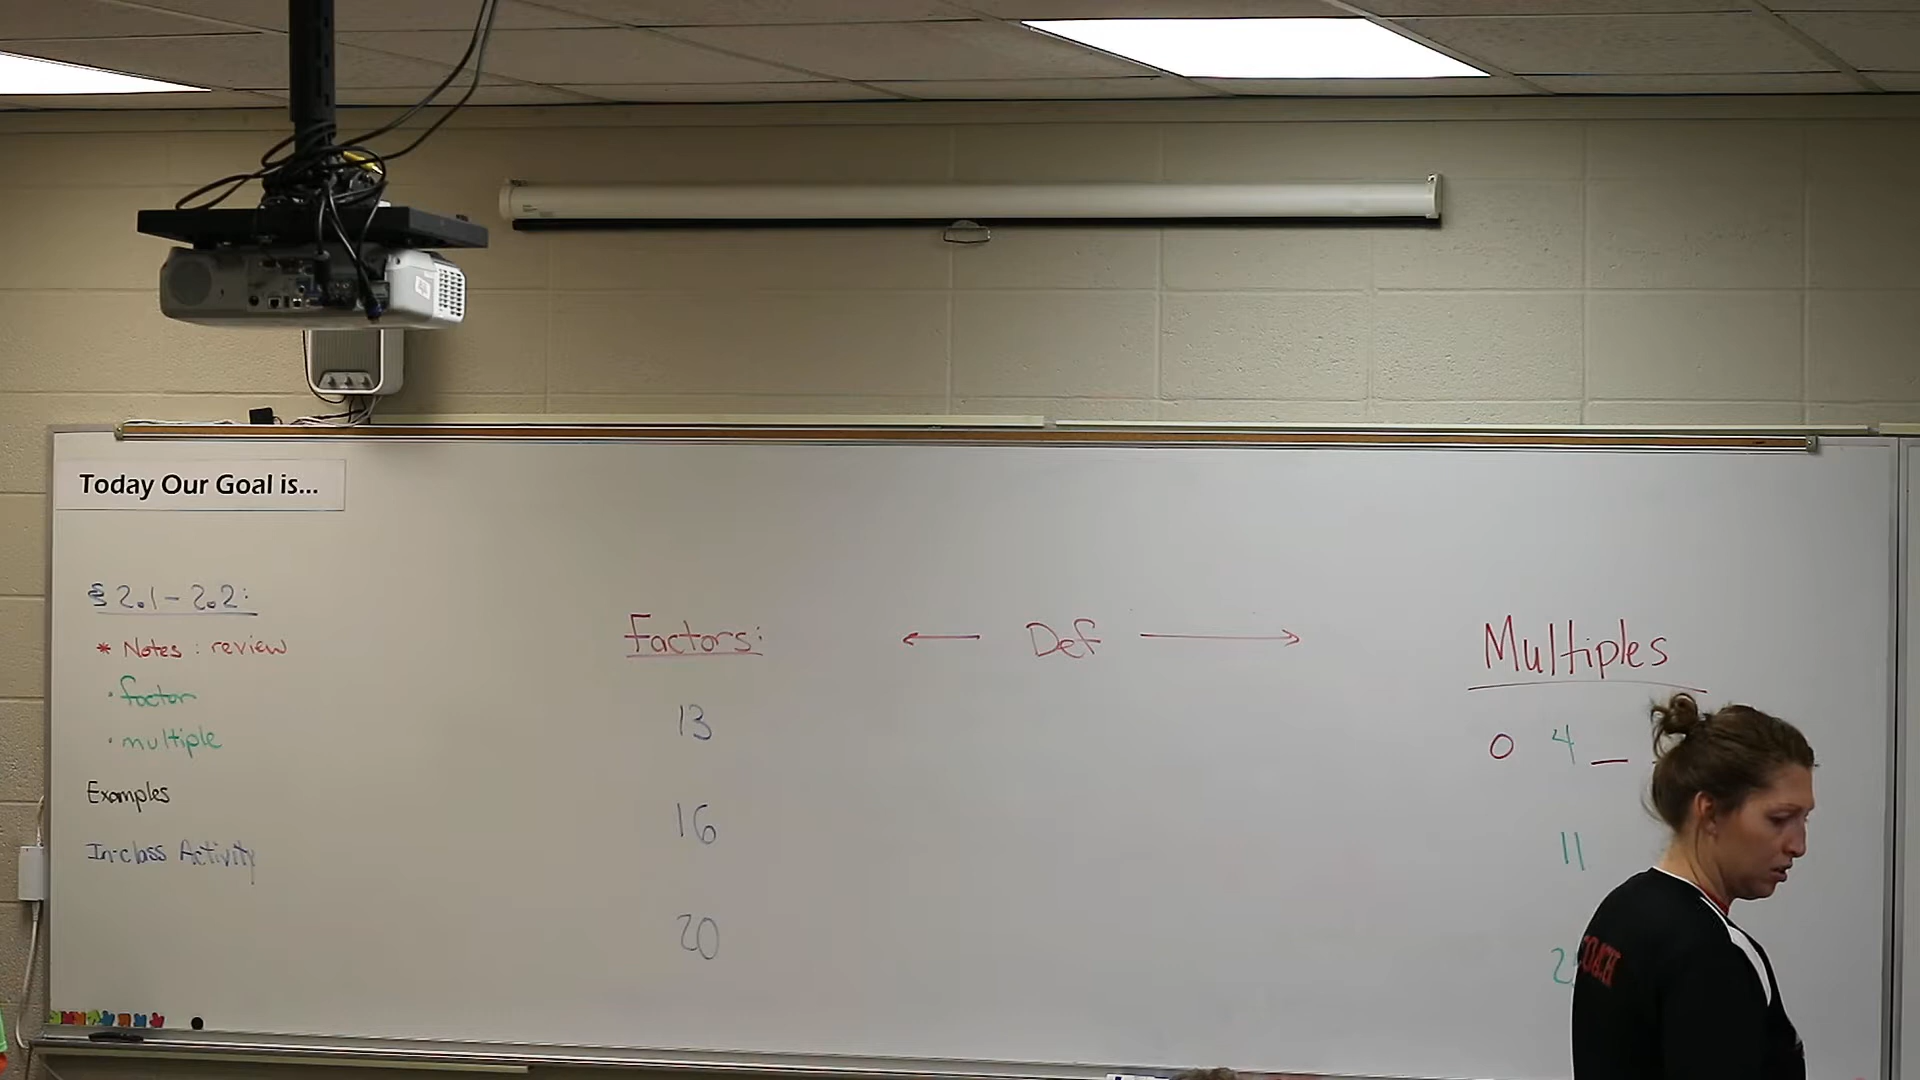 Today Our Goal is...
§ 2.1 - 2.2:
* Notes : review
· factor
· multiple
Examples
In-class Activity
Factors:
13
16
20
← Def →
Multiples
0 4 _
11
2
COACH